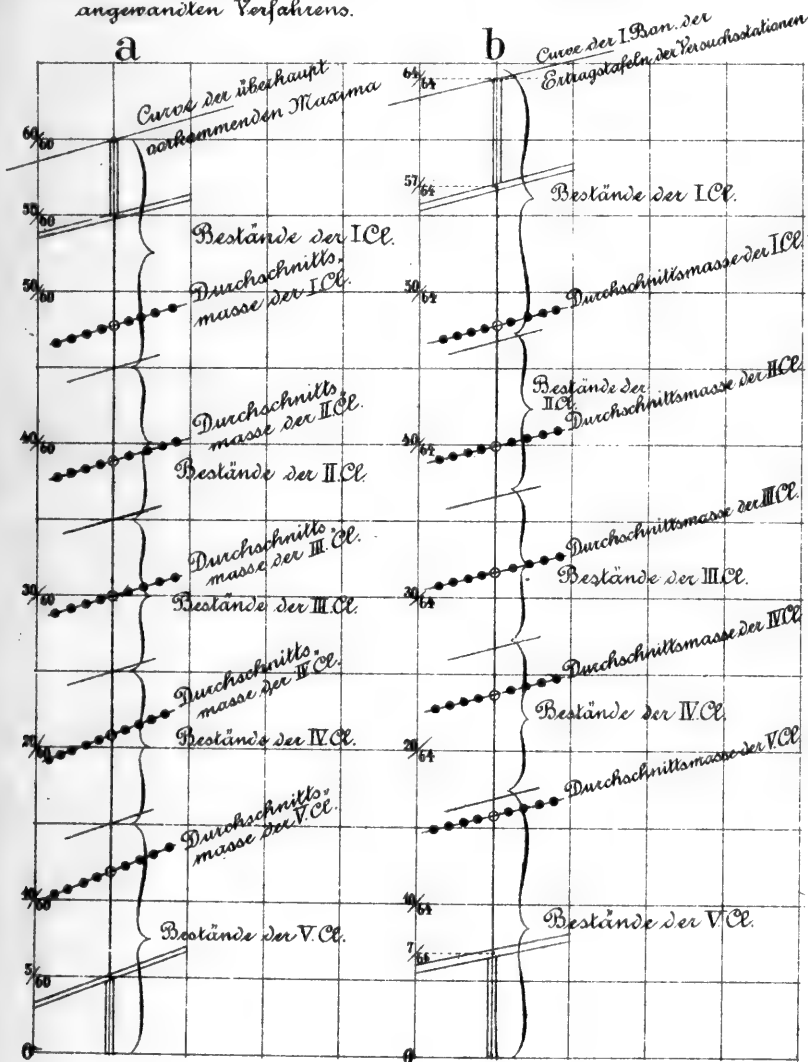 angewandten Verfahrens.
a
Curve der überhaupt
vorkommenden Maxima
60/60
55/60
Bestände der I.Cl.
50/60
Durchschnitts-
masse der I.Cl.
40/60
Durchschnitts-
masse der II.Cl.
Bestände der II.Cl.
Durchschnitts-
masse der III.Cl.
30/60
Bestände der III.Cl.
Durchschnitts-
masse der IV.Cl.
20/60
Bestände der IV.Cl.
Durchschnitts-
masse der V.Cl.
10/60
Bestände der V.Cl.
5/60
0
b
Curve der I.Bon. der
Ertragstafeln der Versuchsstationen
64/64
57/64
Bestände der I.Cl.
50/64
Durchschnittsmasse der I.Cl.
Bestände der
II.Cl.
Durchschnittsmasse der II.Cl.
40/64
Durchschnittsmasse der III.Cl.
30/64
Bestände der III.Cl.
Durchschnittsmasse der IV.Cl.
Bestände der IV.Cl.
20/64
Durchschnittsmasse der V.Cl.
10/64
Bestände der V.Cl.
7/64
0